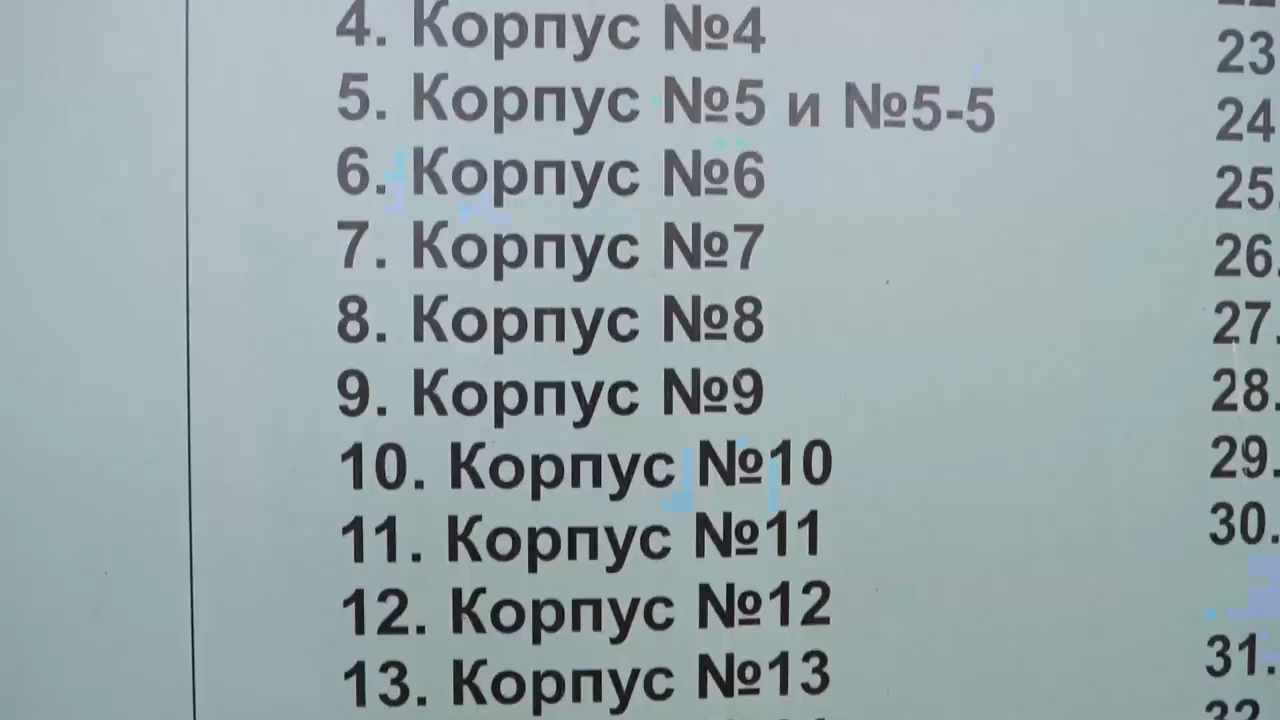 4. Корпус №4
5. Корпус №5 и №5-5
6. Корпус №6
7. Корпус №7
8. Корпус №8
9. Корпус №9
10. Корпус №10
11. Корпус №11
12. Корпус №12
13. Корпус №13
23
24
25.
26.
27.
28.
29.
30.
31.
32.